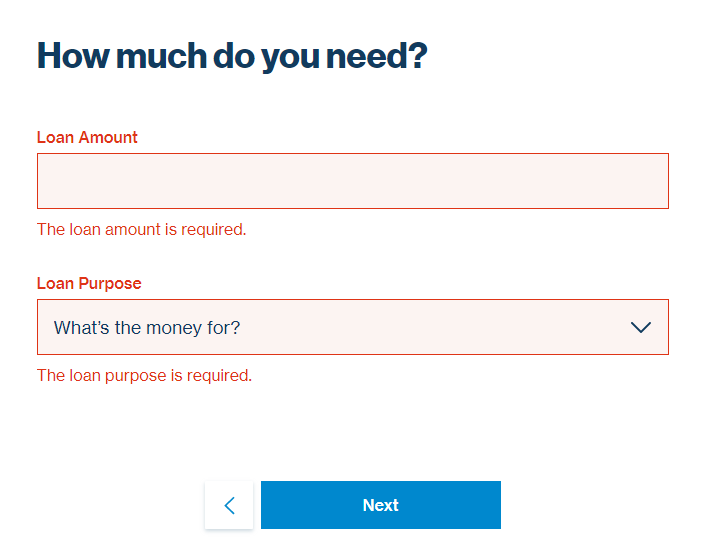 How much do you need?
Loan Amount
The loan amount is required.
Loan Purpose
What's the money for?
The loan purpose is required.
Next